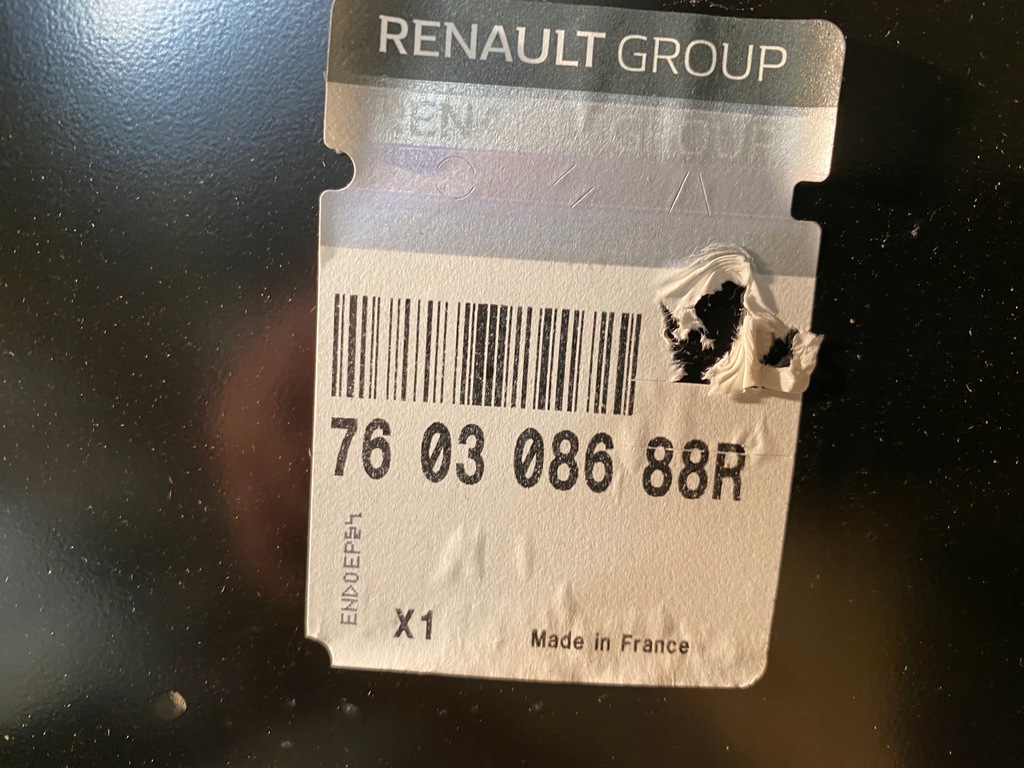 RENAULT GROUP
76 03 086 88R
X1
Made in France